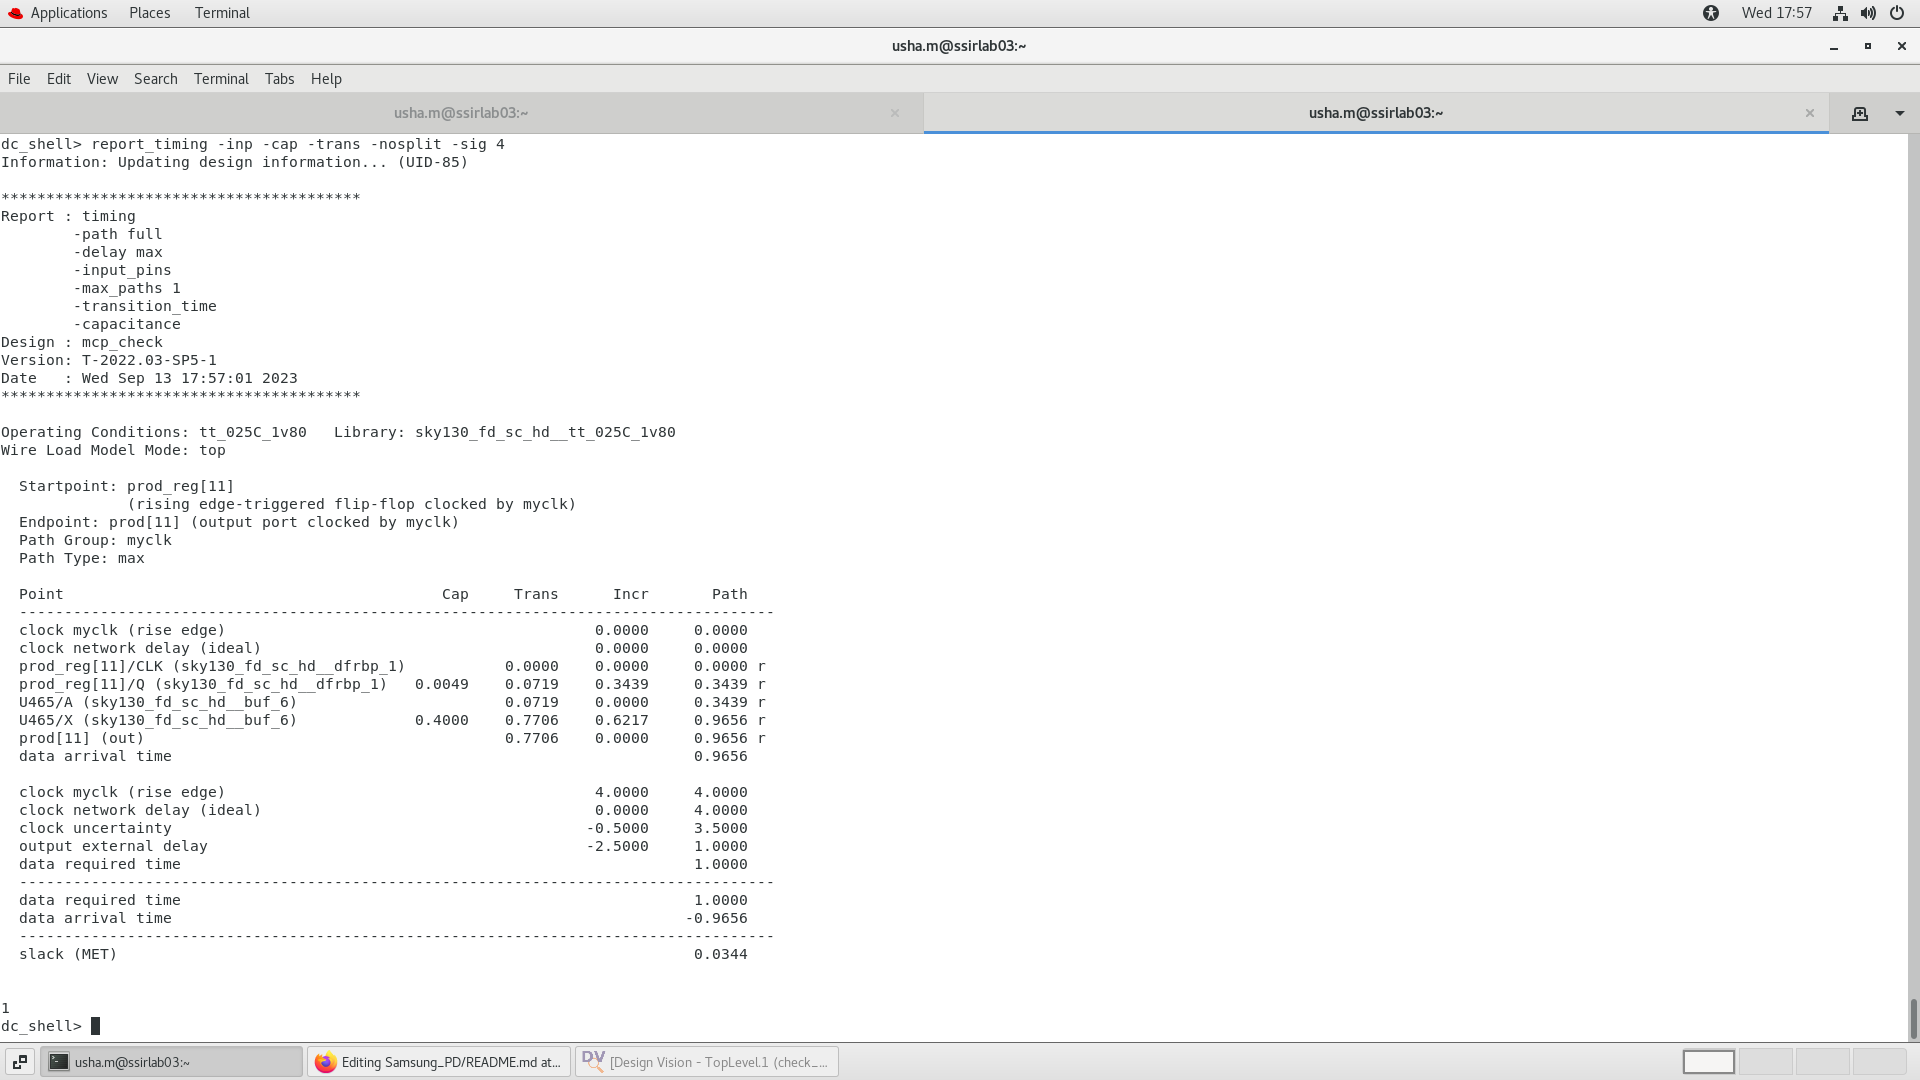 Applications Places Terminal Wed 17:57
usha.m@ssirlab03:~
File Edit View Search Terminal Tabs Help
usha.m@ssirlab03:~ × usha.m@ssirlab03:~ ×
dc_shell> report_timing -inp -cap -trans -nosplit -sig 4
Information: Updating design information... (UID-85)
****************************************
Report : timing
        -path full
        -delay max
        -input_pins
        -max_paths 1
        -transition_time
        -capacitance
Design : mcp_check
Version: T-2022.03-SP5-1
Date   : Wed Sep 13 17:57:01 2023
****************************************
Operating Conditions: tt_025C_1v80   Library: sky130_fd_sc_hd__tt_025C_1v80
Wire Load Model Mode: top
  Startpoint: prod_reg[11]
              (rising edge-triggered flip-flop clocked by myclk)
  Endpoint: prod[11] (output port clocked by myclk)
  Path Group: myclk
  Path Type: max
  Point                                          Cap     Trans      Incr       Path
  ------------------------------------------------------------------------------------
  clock myclk (rise edge)                                         0.0000     0.0000
  clock network delay (ideal)                                     0.0000     0.0000
  prod_reg[11]/CLK (sky130_fd_sc_hd__dfrbp_1)           0.0000    0.0000     0.0000 r
  prod_reg[11]/Q (sky130_fd_sc_hd__dfrbp_1)   0.0049    0.0719    0.3439     0.3439 r
  U465/A (sky130_fd_sc_hd__buf_6)                       0.0719    0.0000     0.3439 r
  U465/X (sky130_fd_sc_hd__buf_6)             0.4000    0.7706    0.6217     0.9656 r
  prod[11] (out)                                        0.7706    0.0000     0.9656 r
  data arrival time                                                          0.9656
  clock myclk (rise edge)                                         4.0000     4.0000
  clock network delay (ideal)                                     0.0000     4.0000
  clock uncertainty                                              -0.5000     3.5000
  output external delay                                          -2.5000     1.0000
  data required time                                                         1.0000
  ------------------------------------------------------------------------------------
  data required time                                                         1.0000
  data arrival time                                                         -0.9656
  ------------------------------------------------------------------------------------
  slack (MET)                                                                0.0344
1
dc_shell>
usha.m@ssirlab03:~ Editing Samsung_PD/README.md at... [Design Vision - TopLevel.1 (check_...